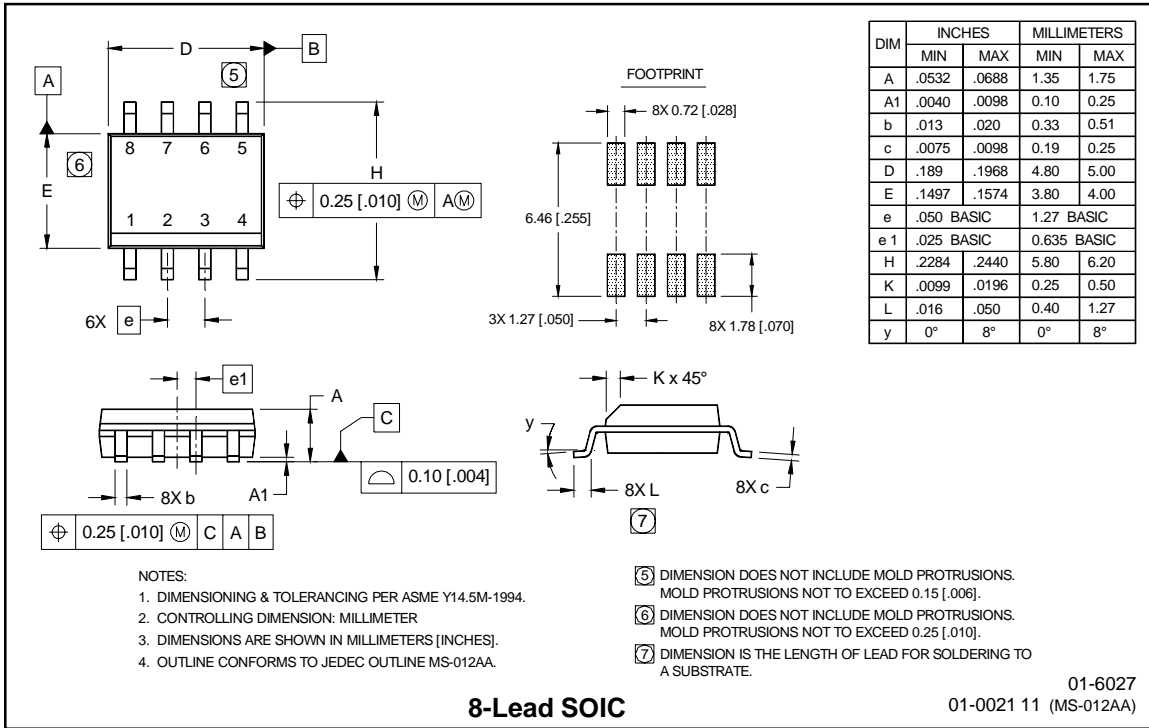 D
B
5
A
8 7 6 5
6
E
H
⌖ 0.25 [.010] Ⓜ A Ⓜ
1 2 3 4
6X e
FOOTPRINT
8X 0.72 [.028]
6.46 [.255]
3X 1.27 [.050]
8X 1.78 [.070]
DIM INCHES MILLIMETERS
MIN MAX MIN MAX
A .0532 .0688 1.35 1.75
A1 .0040 .0098 0.10 0.25
b .013 .020 0.33 0.51
c .0075 .0098 0.19 0.25
D .189 .1968 4.80 5.00
E .1497 .1574 3.80 4.00
e .050 BASIC 1.27 BASIC
e 1 .025 BASIC 0.635 BASIC
H .2284 .2440 5.80 6.20
K .0099 .0196 0.25 0.50
L .016 .050 0.40 1.27
y 0° 8° 0° 8°
e1
A
C
0.10 [.004]
8X b
A1
⌖ 0.25 [.010] Ⓜ C A B
K x 45°
y
8X L
7
8X c
NOTES:
1. DIMENSIONING & TOLERANCING PER ASME Y14.5M-1994.
2. CONTROLLING DIMENSION: MILLIMETER
3. DIMENSIONS ARE SHOWN IN MILLIMETERS [INCHES].
4. OUTLINE CONFORMS TO JEDEC OUTLINE MS-012AA.
5 DIMENSION DOES NOT INCLUDE MOLD PROTRUSIONS.
MOLD PROTRUSIONS NOT TO EXCEED 0.15 [.006].
6 DIMENSION DOES NOT INCLUDE MOLD PROTRUSIONS.
MOLD PROTRUSIONS NOT TO EXCEED 0.25 [.010].
7 DIMENSION IS THE LENGTH OF LEAD FOR SOLDERING TO
A SUBSTRATE.
8-Lead SOIC
01-6027
01-0021 11 (MS-012AA)